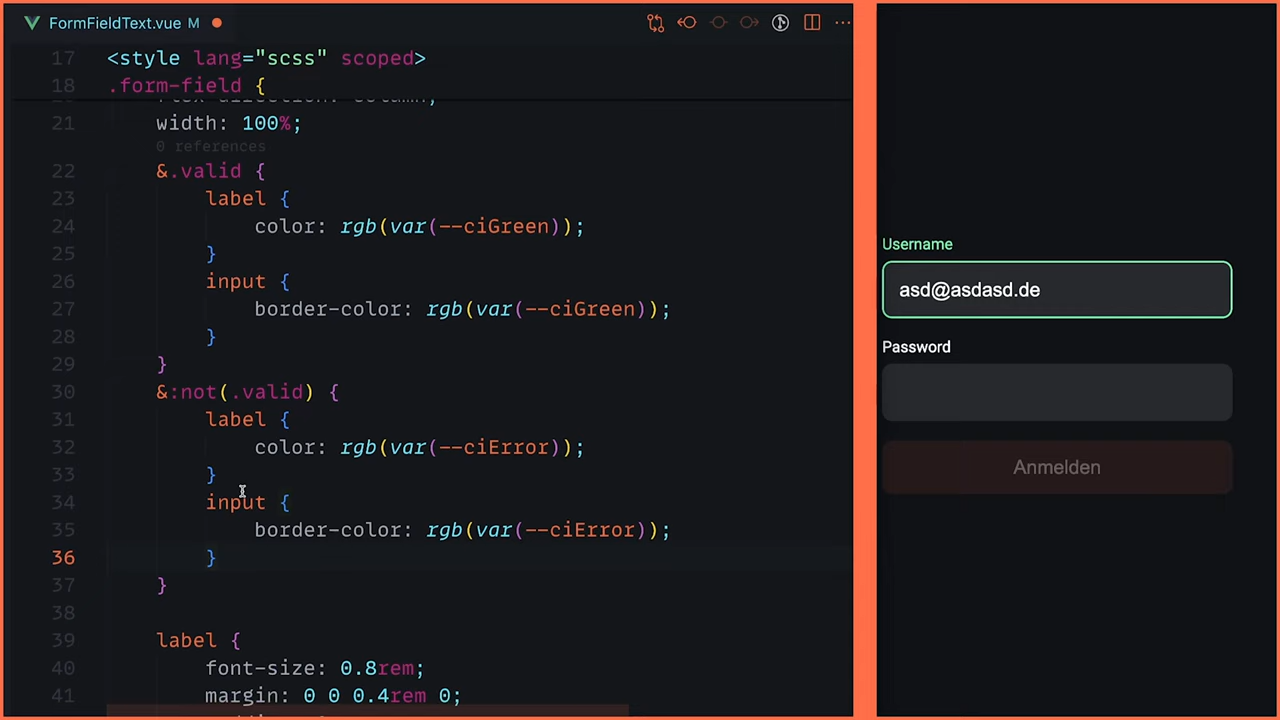 FormFieldText.vue M
17 <style lang="scss" scoped>
18 .form-field {
flex-direction: column;
21 width: 100%;
0 references
22 &.valid {
23 label {
24 color: rgb(var(--ciGreen));
25 }
26 input {
27 border-color: rgb(var(--ciGreen));
28 }
29 }
30 &:not(.valid) {
31 label {
32 color: rgb(var(--ciError));
33 }
34 input {
35 border-color: rgb(var(--ciError));
36 }
37 }
38
39 label {
40 font-size: 0.8rem;
41 margin: 0 0 0.4rem 0;
Username
asd@asdasd.de
Password
Anmelden